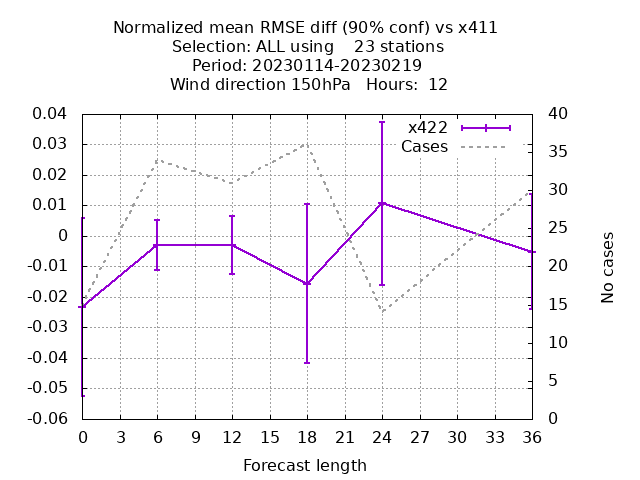 Normalized mean RMSE diff (90% conf) vs x411
Selection: ALL using    23 stations
Period: 20230114-20230219
Wind direction 150hPa   Hours:  12
0.04
0.03
0.02
0.01
0
-0.01
-0.02
-0.03
-0.04
-0.05
-0.06
x422
Cases
40
35
30
25
20
15
10
5
0
No cases
0 3 6 9 12 15 18 21 24 27 30 33 36
Forecast length